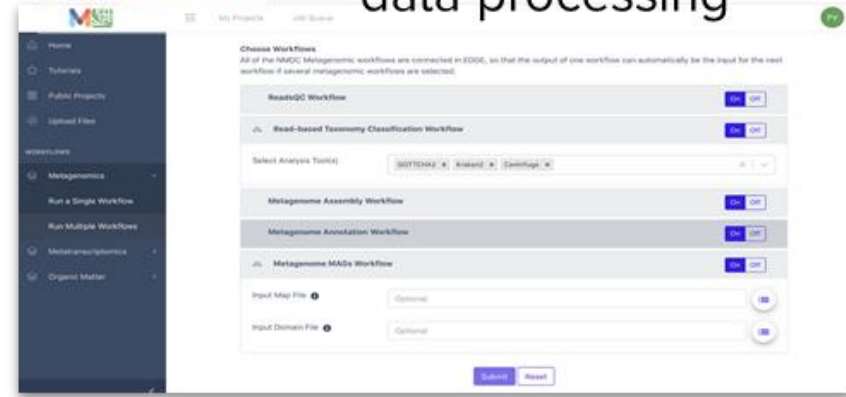 data processing
My Projects Job Queue
PV
Home
Tutorials
Public Projects
Upload Files
WORKFLOWS
Metagenomics
Run a Single Workflow
Run Multiple Workflows
Metatranscriptomics
Organic Matter
Choose Workflows
All of the NMDC Metagenomic workflows are connected in EDGE, so that the output of one workflow can automatically be the input for the next
workflow if several metagenomic workflows are selected.
ReadsQC Workflow On Off
Read-based Taxonomy Classification Workflow On Off
Select Analysis Tool(s) GOTTCHA2 × Kraken2 × Centrifuge ×
Metagenome Assembly Workflow On Off
Metagenome Annotation Workflow On Off
Metagenome MAGs Workflow On Off
Input Map File Optional
Input Domain File Optional
Submit Reset